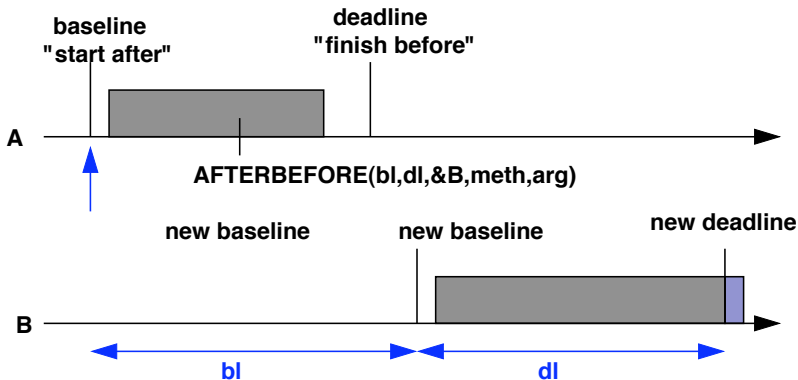 baseline
"start after"
deadline
"finish before"
A
AFTERBEFORE(bl,dl,&B,meth,arg)
new baseline
new baseline
new deadline
B
bl
dl